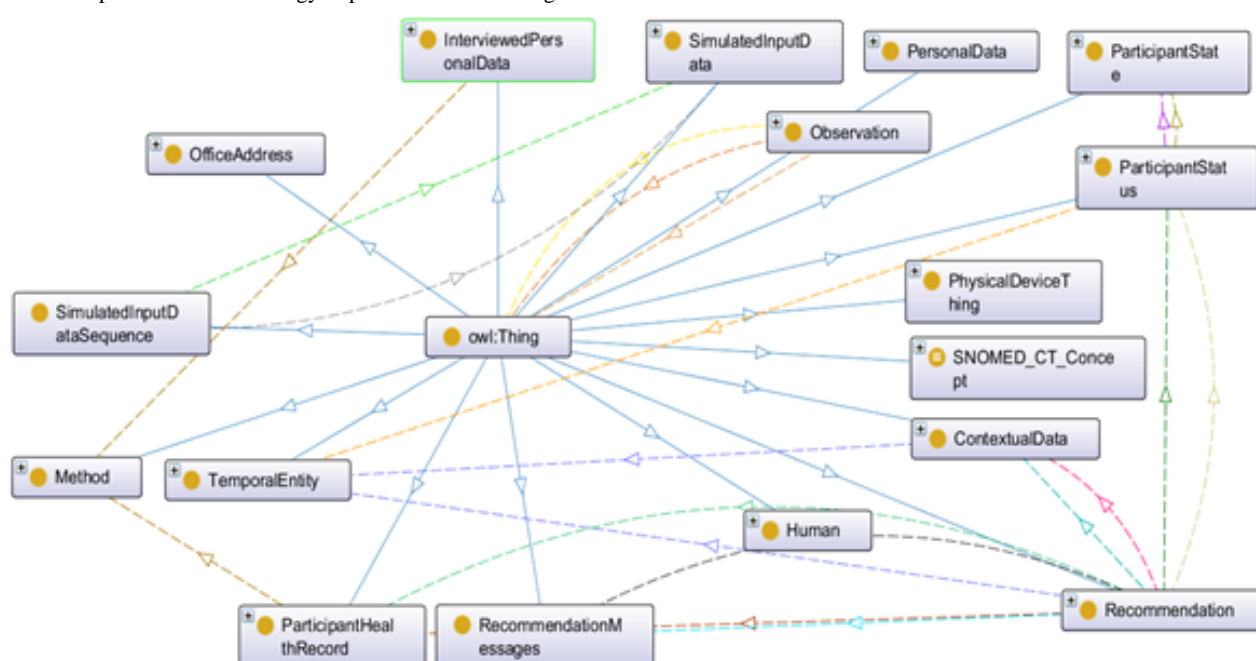 InterviewedPers
onalData
SimulatedInputD
ata
PersonalData
ParticipantStat
e
Observation
OfficeAddress
ParticipantStat
us
PhysicalDeviceT
hing
SimulatedInputD
ataSequence
owl:Thing
SNOMED_CT_Conce
pt
ContextualData
Method
TemporalEntity
Human
Recommendation
ParticipantHeal
thRecord
RecommendationM
essages